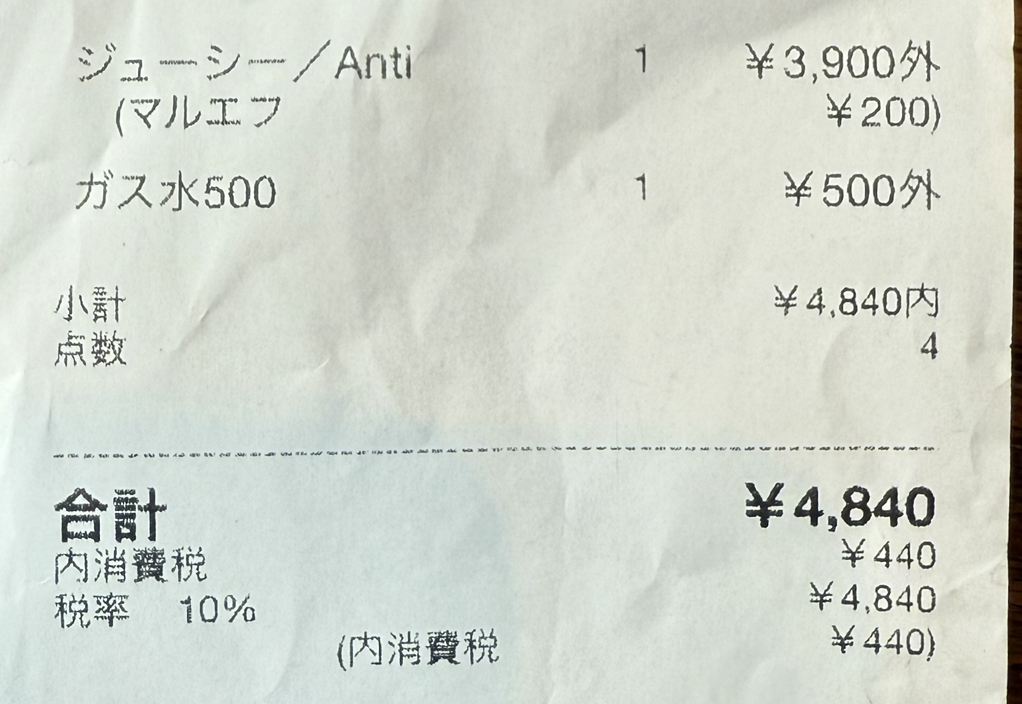 ジューシー／Anti 1 ¥3,900外
(マルエフ ¥200)
ガス水500 1 ¥500外
小計 ¥4,840内
点数 4
合計 ¥4,840
内消費税 ¥440
税率 10% ¥4,840
(内消費税 ¥440)